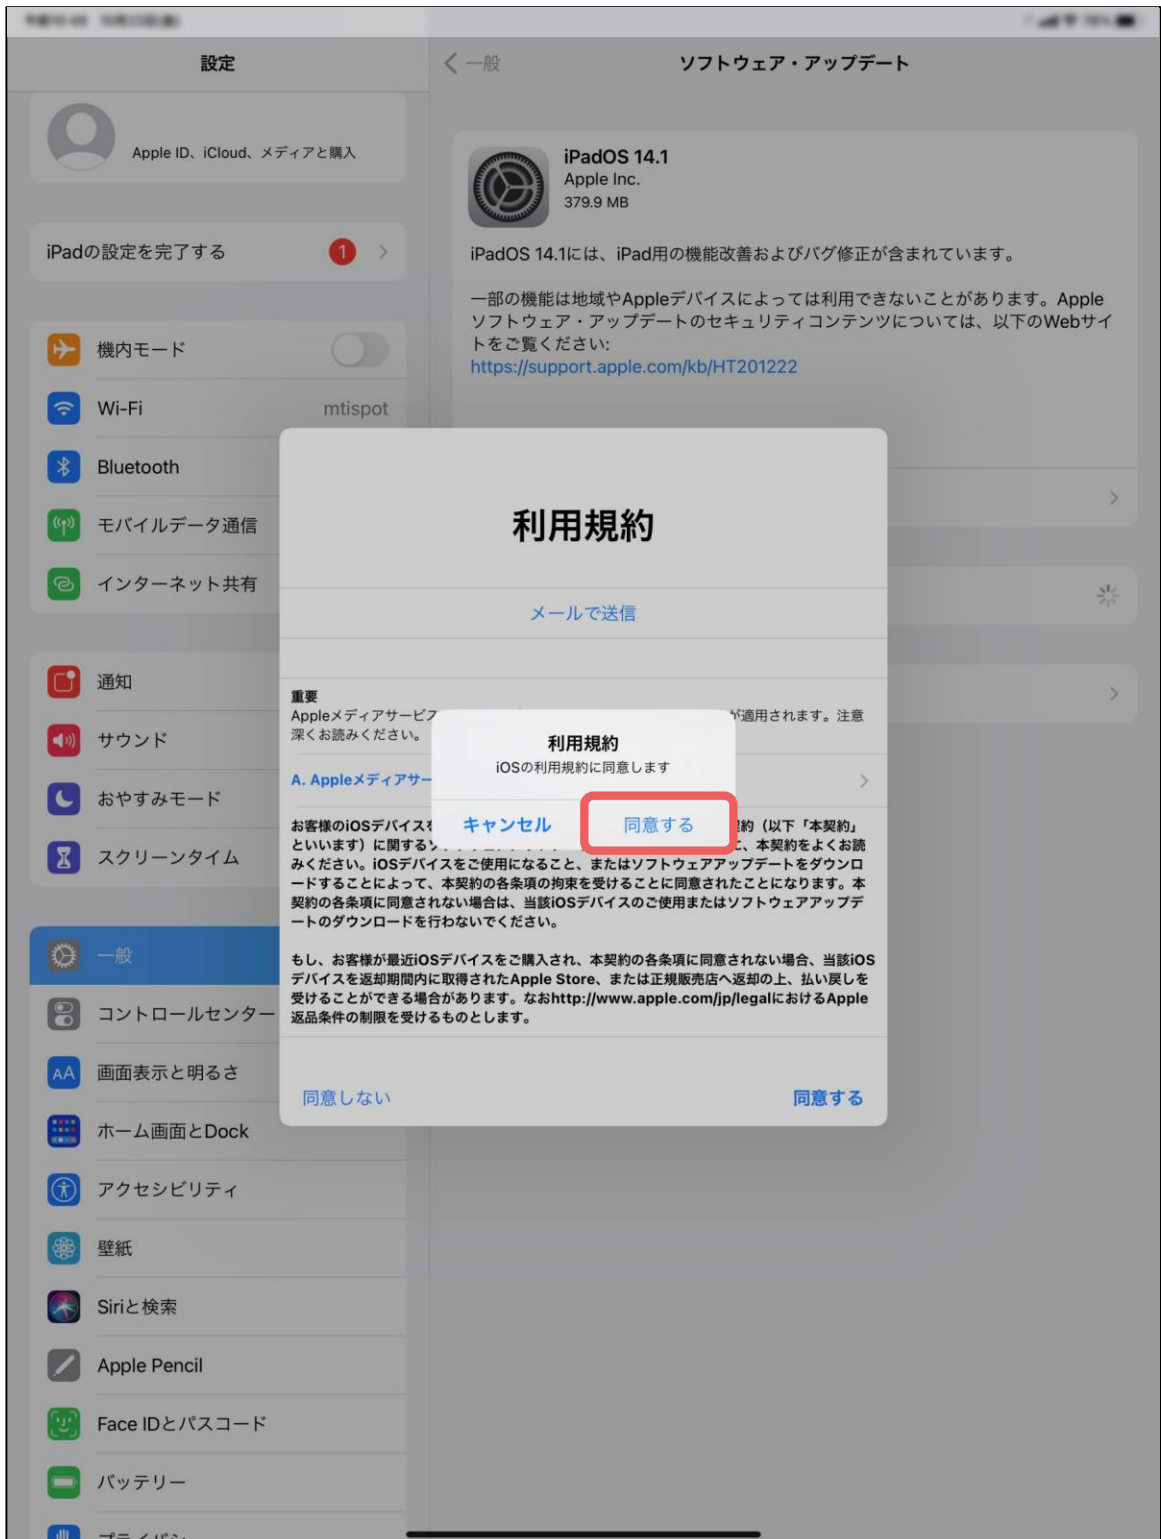 設定
Apple ID、iCloud、メディアと購入
iPadの設定を完了する
1
機内モード
Wi-Fi
mtispot
Bluetooth
モバイルデータ通信
インターネット共有
通知
サウンド
おやすみモード
スクリーンタイム
一般
コントロールセンター
AA
画面表示と明るさ
ホーム画面とDock
アクセシビリティ
壁紙
Siriと検索
Apple Pencil
Face IDとパスコード
バッテリー
一般
ソフトウェア・アップデート
iPadOS 14.1
Apple Inc.
379.9 MB
iPadOS 14.1には、iPad用の機能改善およびバグ修正が含まれています。
一部の機能は地域やAppleデバイスによっては利用できないことがあります。Apple
ソフトウェア・アップデートのセキュリティコンテンツについては、以下のWebサイ
トをご覧ください:
https://support.apple.com/kb/HT201222
利用規約
メールで送信
重要
Appleメディアサービ が適用されます。注意
深くお読みください。
A. Appleメディアサー
利用規約
iOSの利用規約に同意します
キャンセル
同意する
お客様のiOSデバイスを 契約（以下「本契約」
といいます）に関する に、本契約をよくお読
みください。iOSデバイスをご使用になること、またはソフトウェアアップデートをダウンロ
ードすることによって、本契約の各条項の拘束を受けることに同意されたことになります。本
契約の各条項に同意されない場合は、当該iOSデバイスのご使用またはソフトウェアアップデ
ートのダウンロードを行わないでください。
もし、お客様が最近iOSデバイスをご購入され、本契約の各条項に同意されない場合、当該iOS
デバイスを返却期間内に取得されたApple Store、または正規販売店へ返却の上、払い戻しを
受けることができる場合があります。なおhttp://www.apple.com/jp/legalにおけるApple
返品条件の制限を受けるものとします。
同意しない
同意する